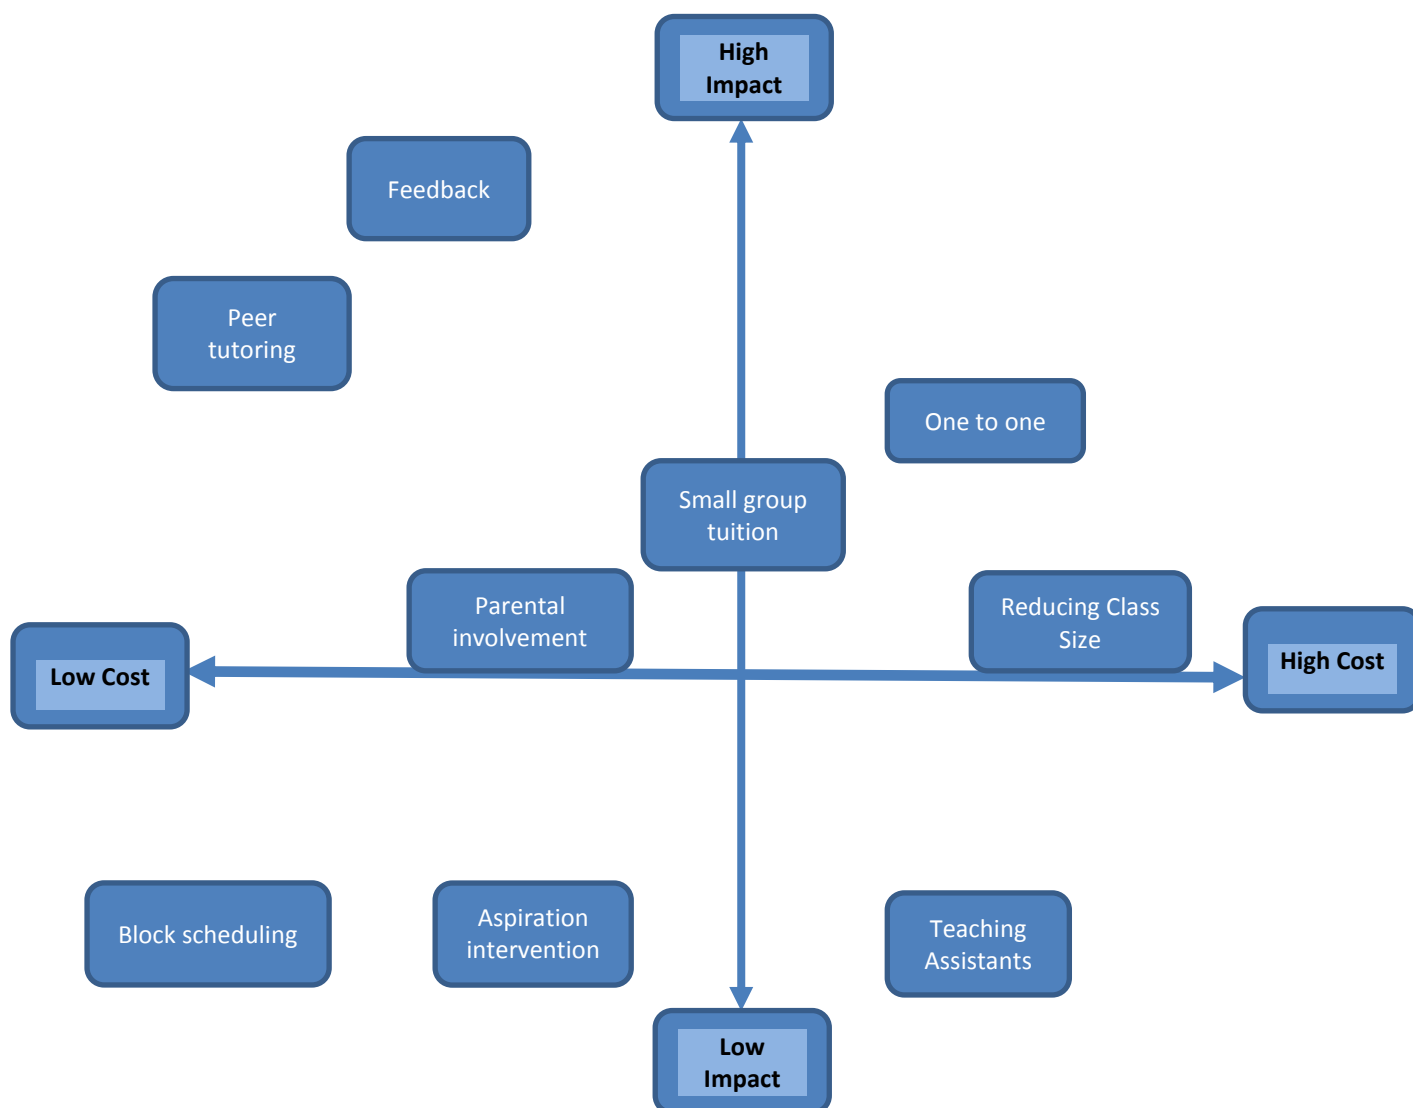 High
Impact
Feedback
Peer
tutoring
One to one
Small group
tuition
Parental
involvement
Reducing Class
Size
Low Cost
High Cost
Block scheduling
Aspiration
intervention
Teaching
Assistants
Low
Impact